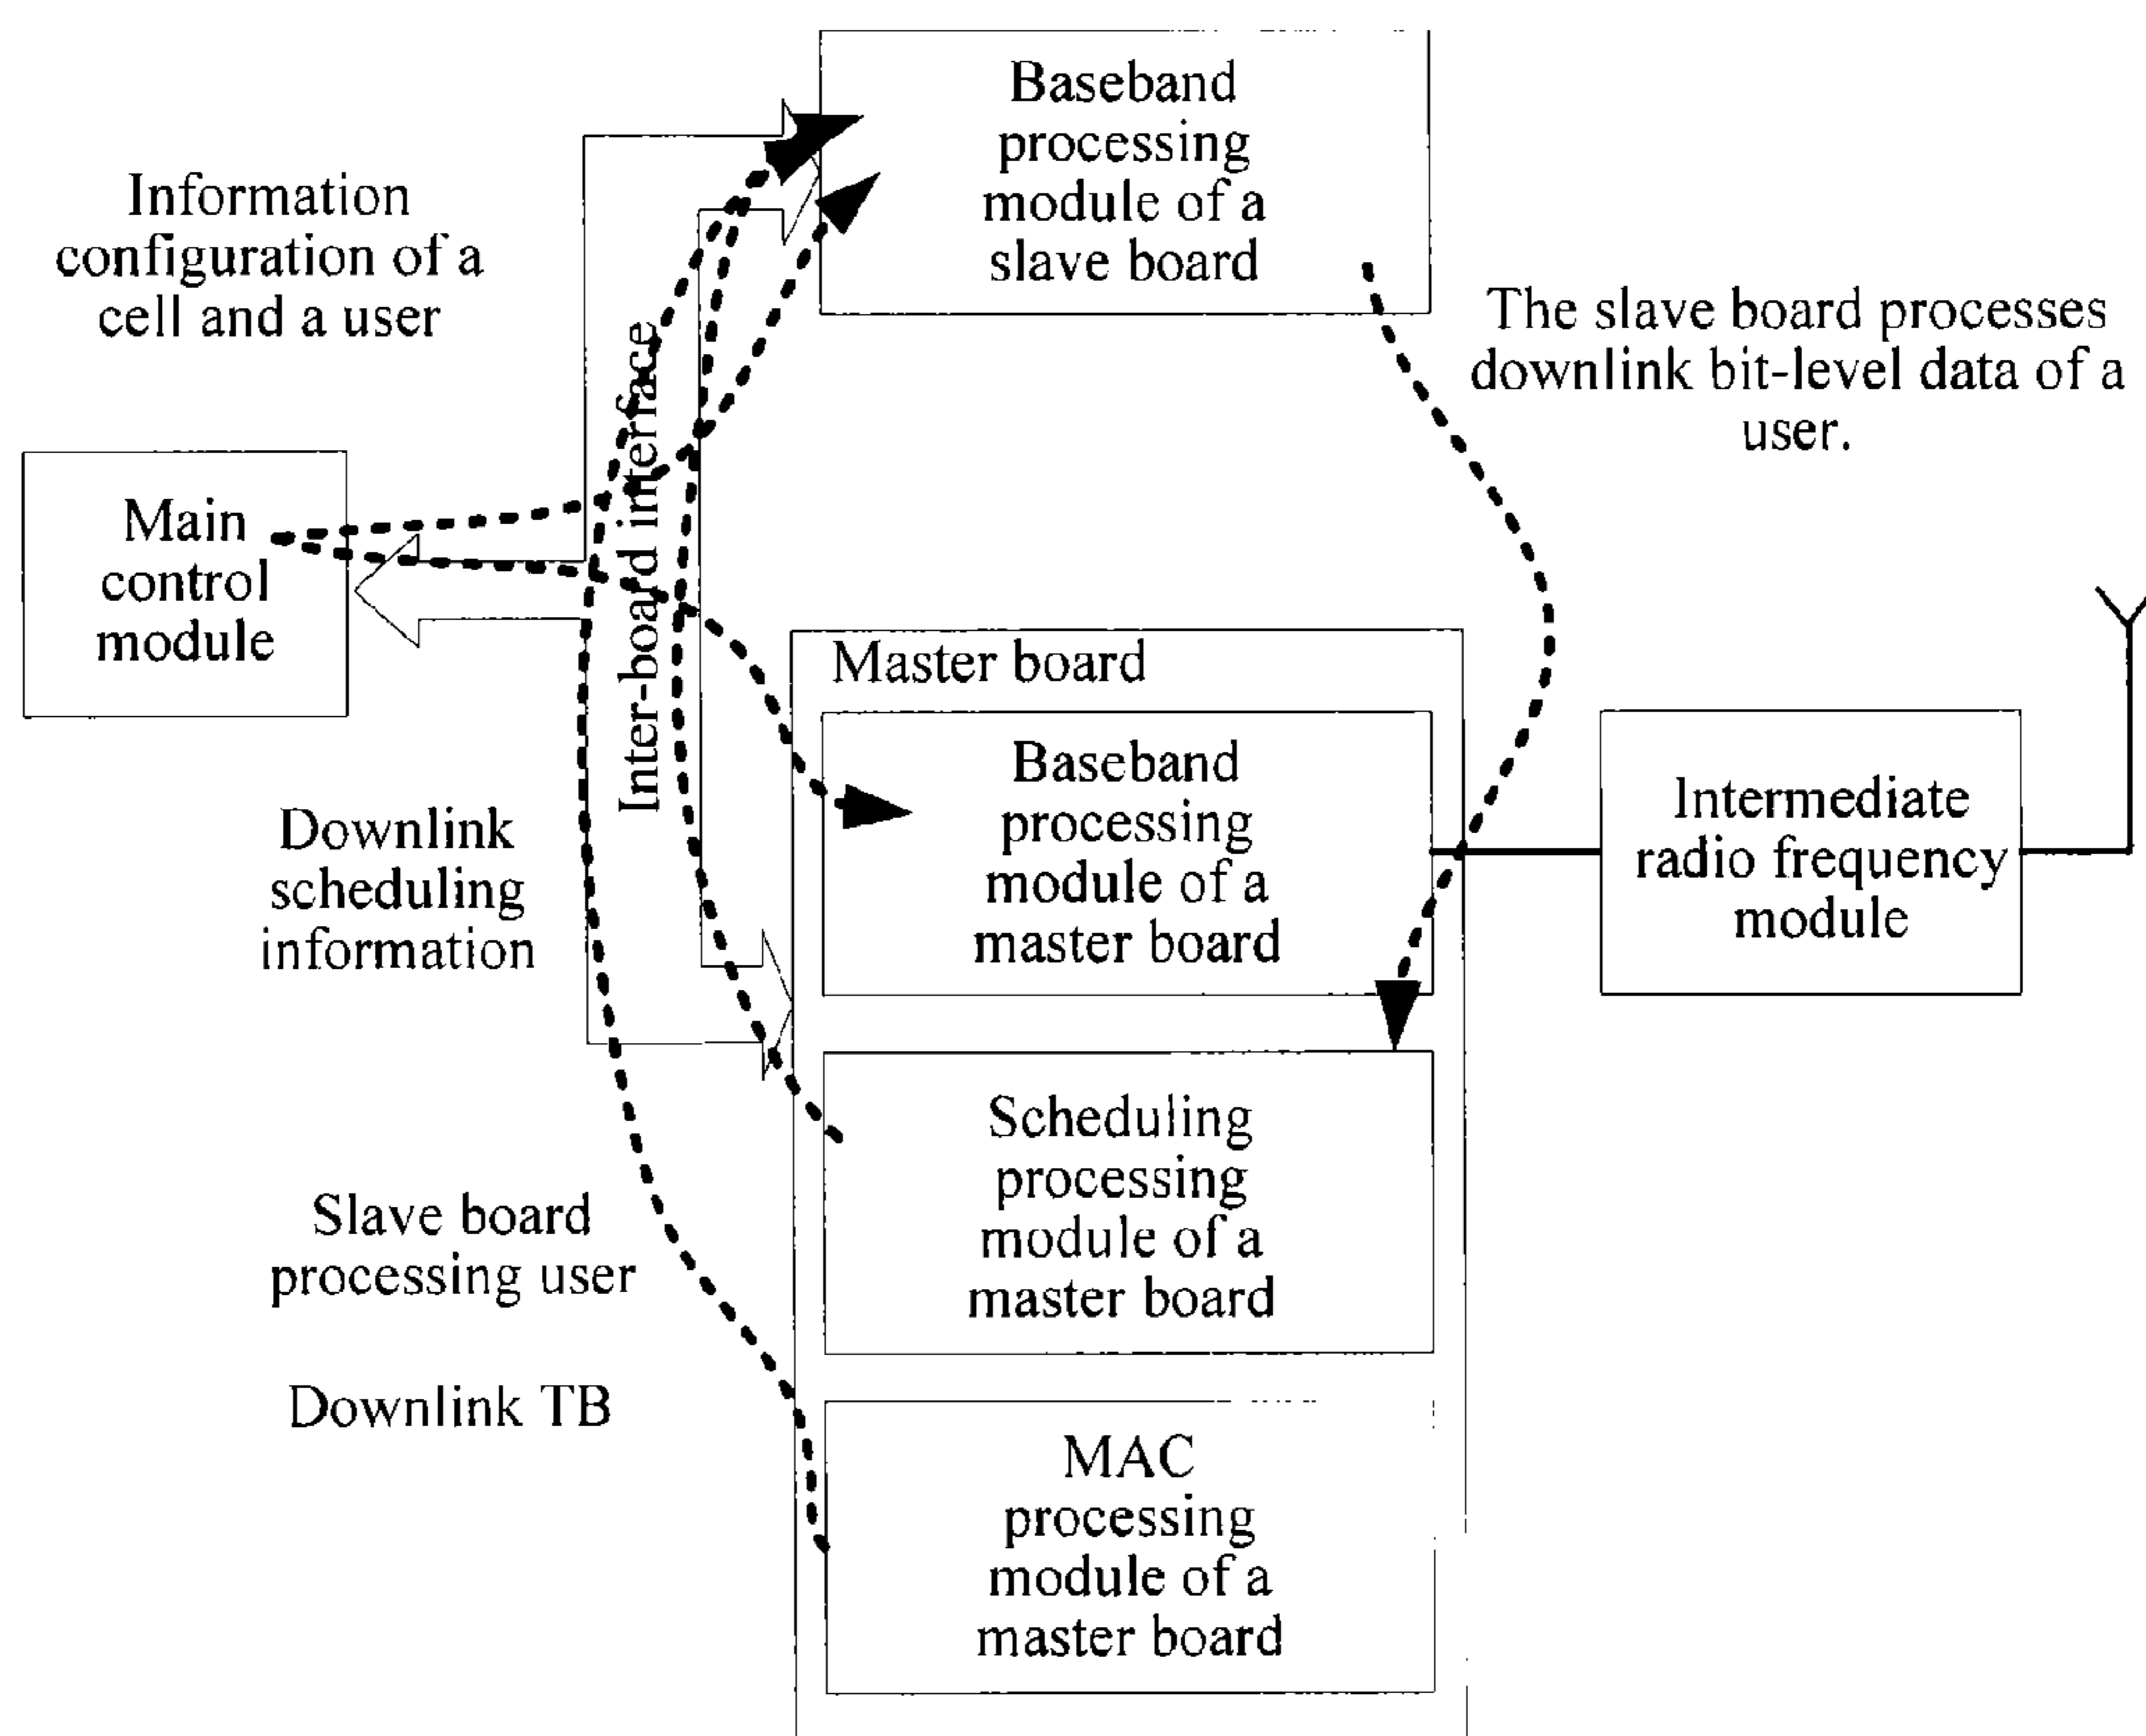 Baseband
processing
module of a
slave board
Information
configuration of a
cell and a user
The slave board processes
downlink bit-level data of a
user.
Inter-board interface
Main
control
module
Master board
Baseband
processing
module of a
master board
Intermediate
radio frequency
module
Downlink
scheduling
information
Scheduling
processing
module of a
master board
Slave board
processing user
Downlink TB
MAC
processing
module of a
master board